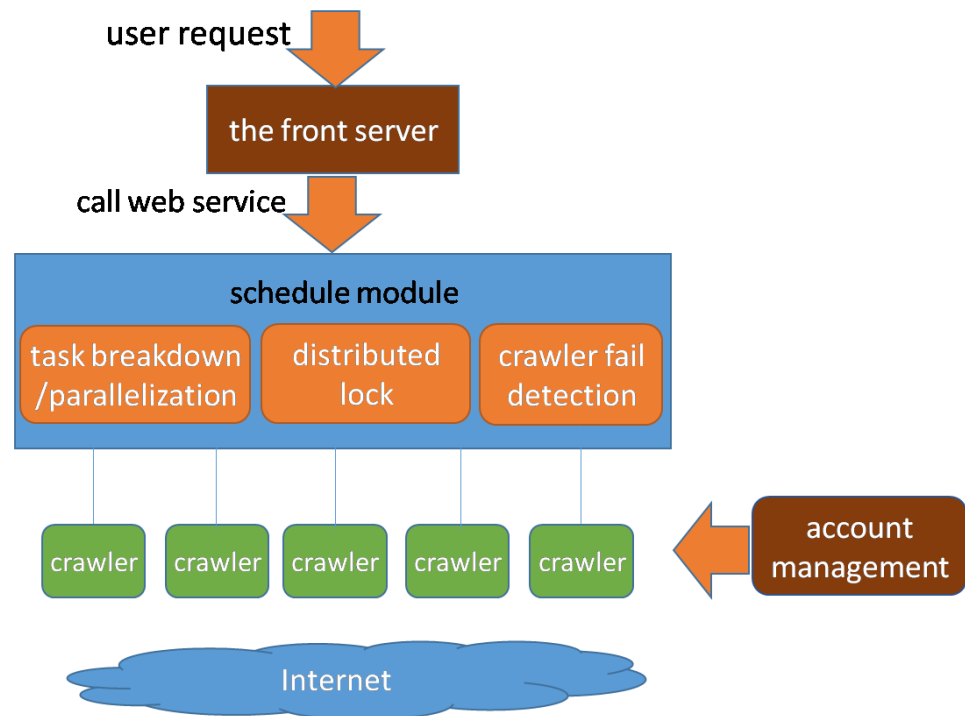 user request
the front server
call web service
schedule module
task breakdown
/parallelization
distributed
lock
crawler fail
detection
crawler
crawler
crawler
crawler
crawler
account
management
Internet